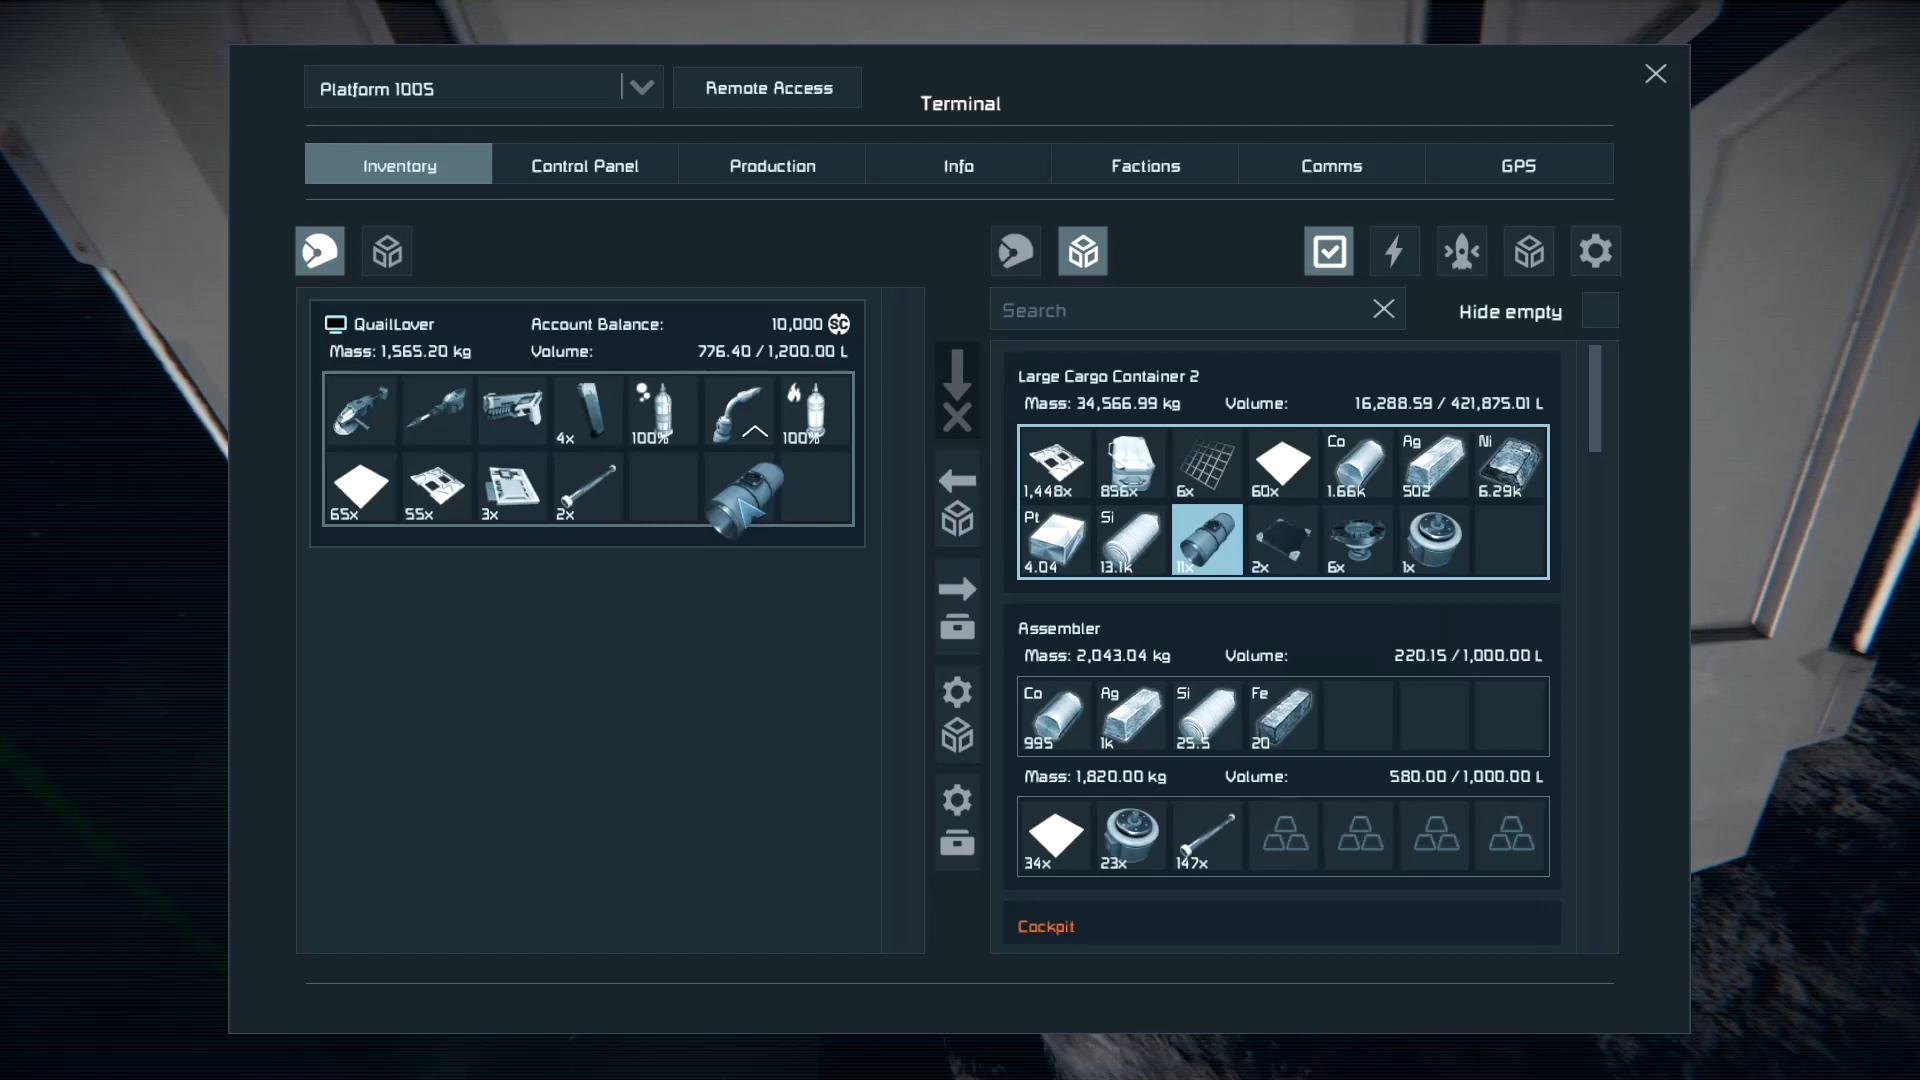 Platform 1005
Remote Access
Terminal
Inventory
Control Panel
Production
Info
Factions
Comms
GPS
QuailLover
Account Balance:
10,000 SC
Mass: 1,565.20 kg
Volume:
776.40 / 1,200.00 L
4x
100%
100%
65x
55x
3x
2x
Search
Hide empty
Large Cargo Container 2
Mass: 34,566.99 kg
Volume:
16,288.59 / 421,875.01 L
Co
Ag
Ni
1,448x
856x
6x
60x
1.66k
502
6.29k
Pt
Si
4.04
13.1k
11x
2x
6x
1x
Assembler
Mass: 2,043.04 kg
Volume:
220.15 / 1,000.00 L
Co
Ag
Si
Fe
995
1k
25.5
20
Mass: 1,820.00 kg
Volume:
580.00 / 1,000.00 L
34x
23x
147x
Cockpit